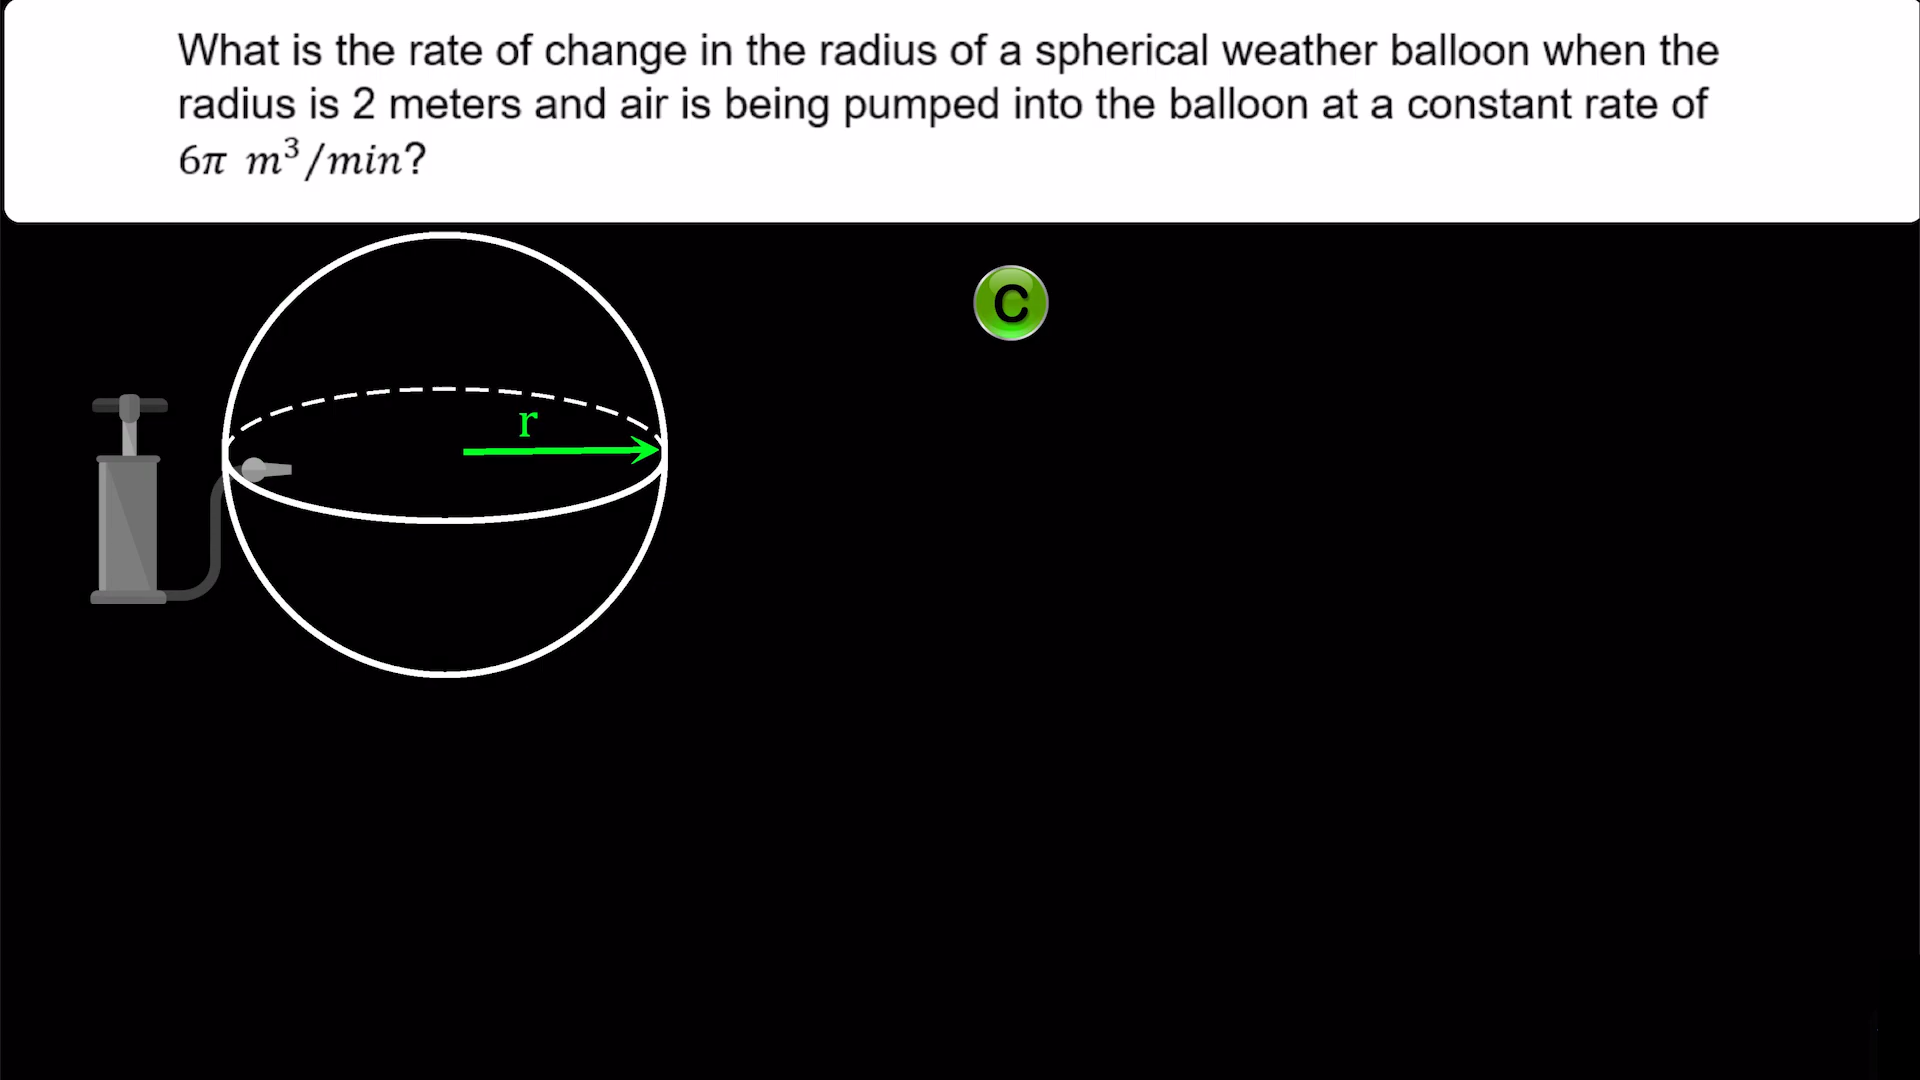 What is the rate of change in the radius of a spherical weather balloon when the
radius is 2 meters and air is being pumped into the balloon at a constant rate of
6π m³/min?
C
r